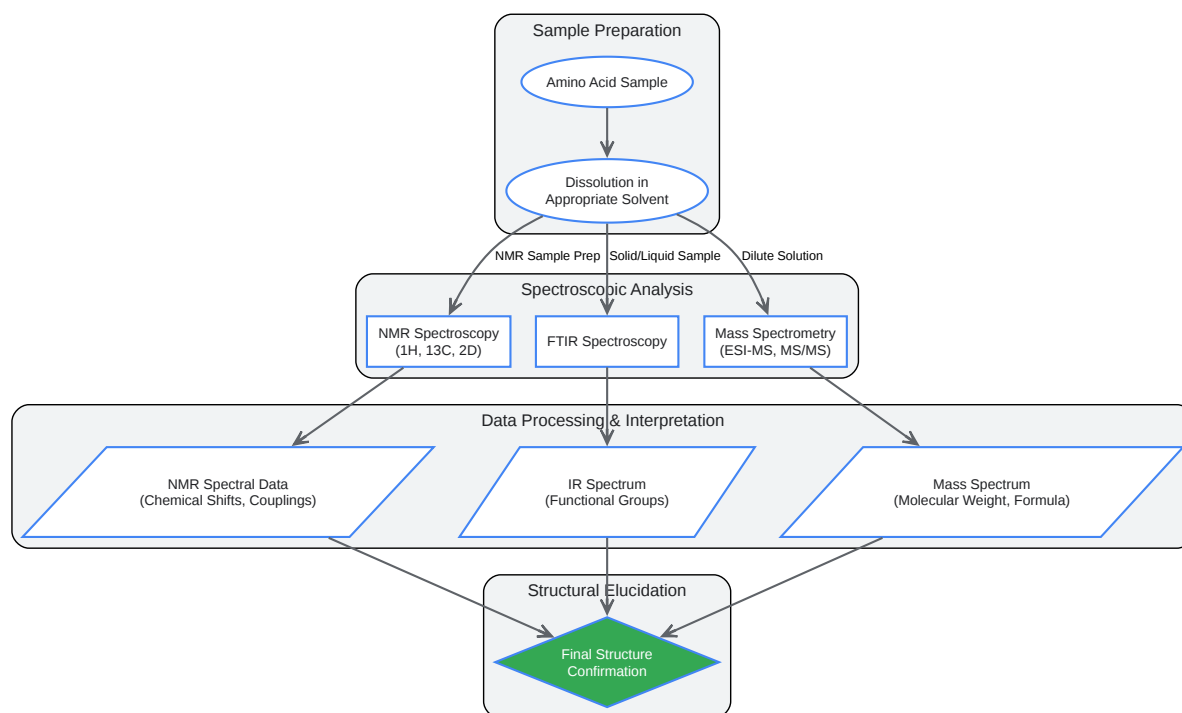 Sample Preparation
Amino Acid Sample
Dissolution in
Appropriate Solvent
NMR Sample Prep
Solid/Liquid Sample
Dilute Solution
Spectroscopic Analysis
NMR Spectroscopy
(1H, 13C, 2D)
FTIR Spectroscopy
Mass Spectrometry
(ESI-MS, MS/MS)
Data Processing & Interpretation
NMR Spectral Data
(Chemical Shifts, Couplings)
IR Spectrum
(Functional Groups)
Mass Spectrum
(Molecular Weight, Formula)
Structural Elucidation
Final Structure
Confirmation